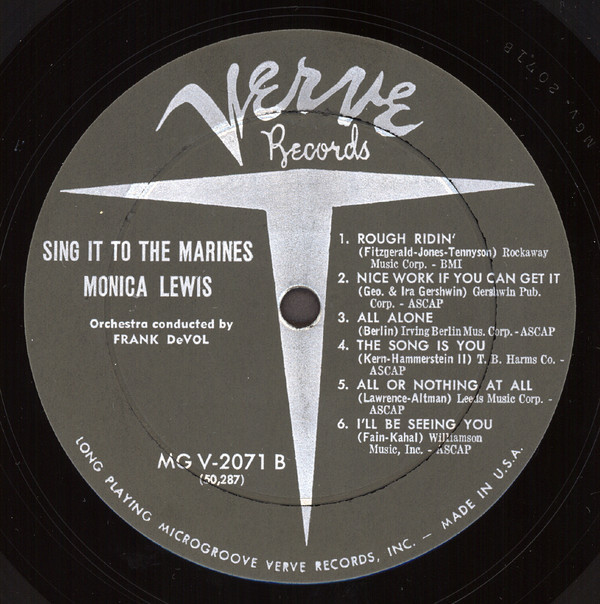 Verve
Records
SING IT TO THE MARINES
MONICA LEWIS
Orchestra conducted by
FRANK DeVOL
1. ROUGH RIDIN'
(Fitzgerald-Jones-Tennyson) Rockaway
Music Corp. - BMI
2. NICE WORK IF YOU CAN GET IT
(Geo. & Ira Gershwin) Gershwin Pub.
Corp. - ASCAP
3. ALL ALONE
(Berlin) Irving Berlin Mus. Corp. - ASCAP
4. THE SONG IS YOU
(Kern-Hammerstein II) T. B. Harms Co. -
ASCAP
5. ALL OR NOTHING AT ALL
(Lawrence-Altman) Leeds Music Corp. -
ASCAP
6. I'LL BE SEEING YOU
(Fain-Kahal) Williamson
Music, Inc. - ASCAP
MG V-2071 B
(50,287)
LONG PLAYING MICROGROOVE VERVE RECORDS, INC. — MADE IN U.S.A.
MGV-2071B